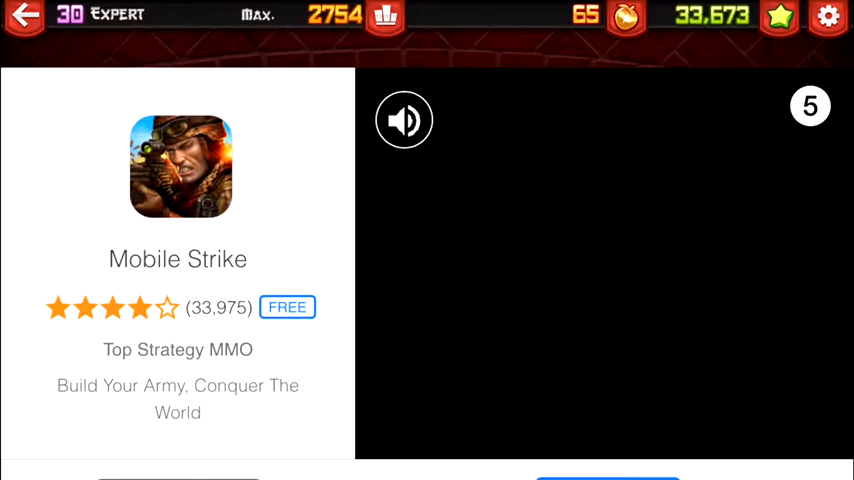 30 EXPERT MAX. 2754 65 33,673
5
Mobile Strike
(33,975) FREE
Top Strategy MMO
Build Your Army, Conquer The
World